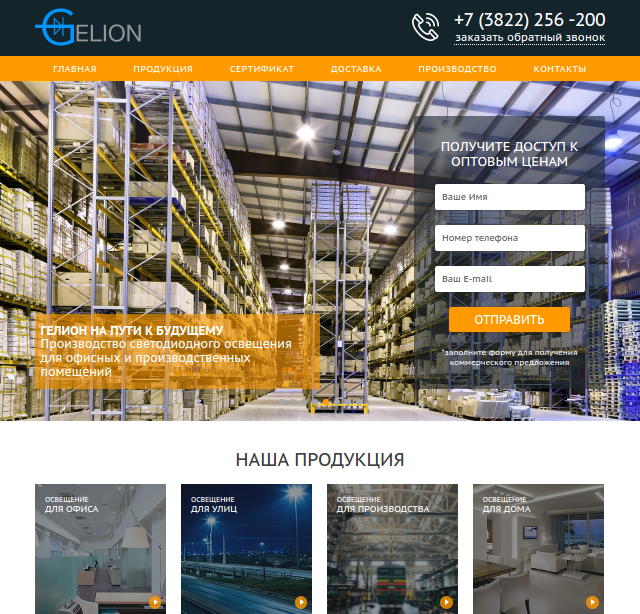 GELION
+7 (3822) 256 -200
заказать обратный звонок
ГЛАВНАЯ ПРОДУКЦИЯ СЕРТИФИКАТ ДОСТАВКА ПРОИЗВОДСТВО КОНТАКТЫ
ПОЛУЧИТЕ ДОСТУП К
ОПТОВЫМ ЦЕНАМ
Ваше Имя
Номер телефона
Ваш E-mail
ОТПРАВИТЬ
*заполните форму для получения
коммерческого предложения
ГЕЛИОН НА ПУТИ К БУДУЩЕМУ
Производство светодиодного освещения
для офисных и производственных
помещений
НАША ПРОДУКЦИЯ
ОСВЕЩЕНИЕ
ДЛЯ ОФИСА
ОСВЕЩЕНИЕ
ДЛЯ УЛИЦ
ОСВЕЩЕНИЕ
ДЛЯ ПРОИЗВОДСТВА
ОСВЕЩЕНИЕ
ДЛЯ ДОМА